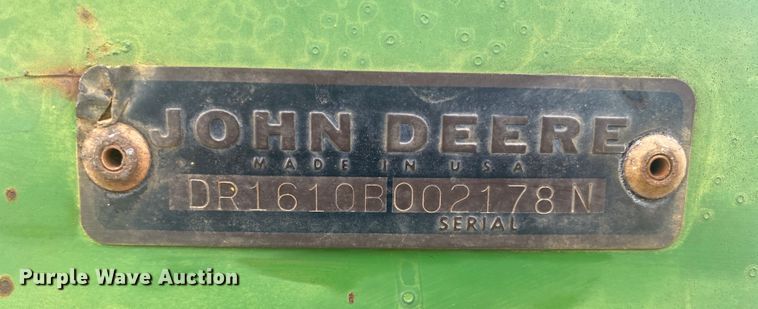 JOHN DEERE
MADE IN USA
DR1610B002178N
SERIAL
Purple Wave Auction